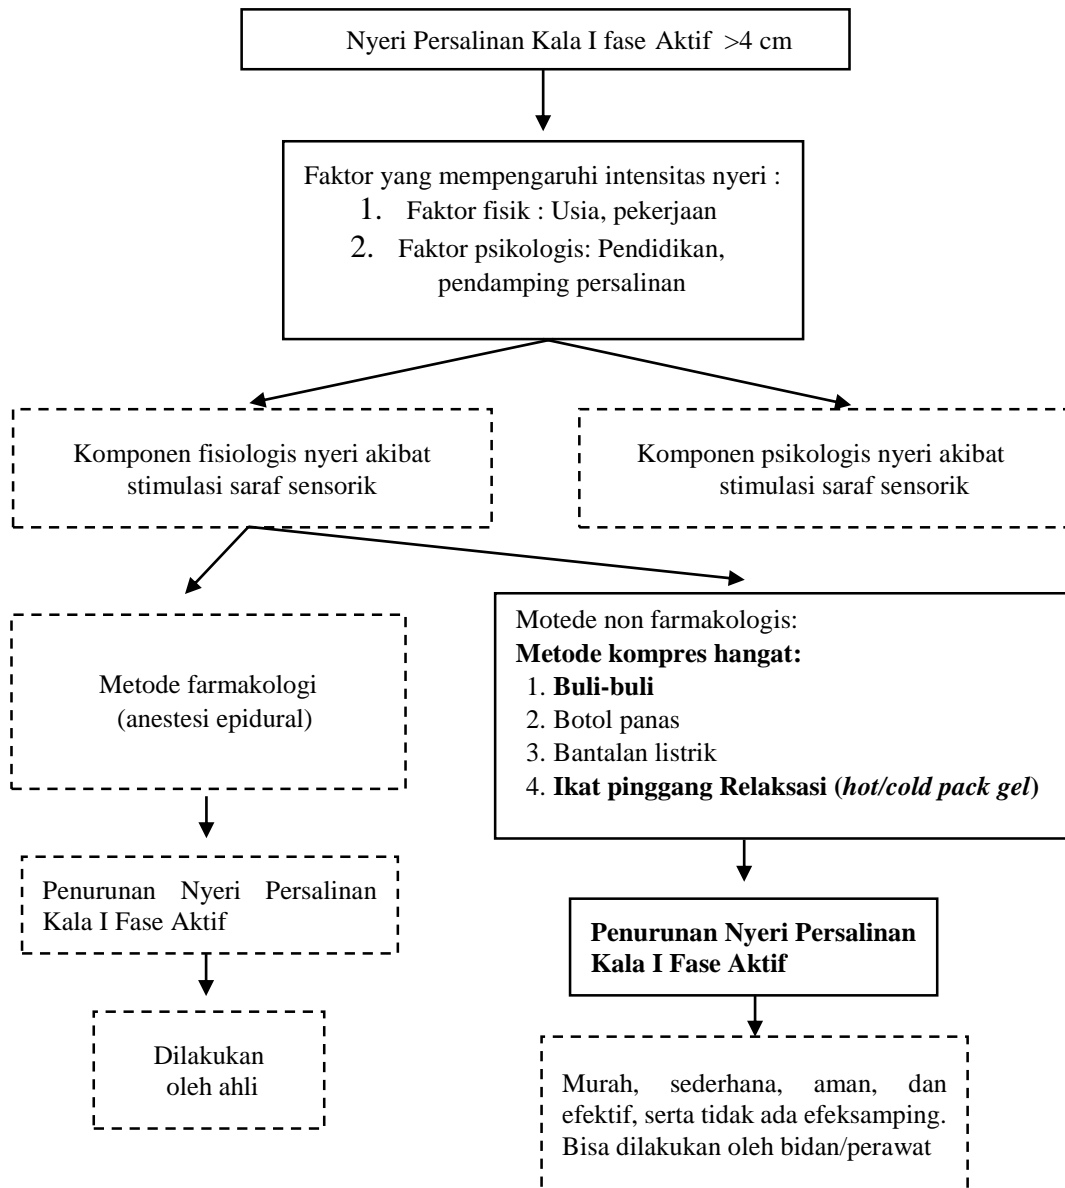 Nyeri Persalinan Kala I fase Aktif >4 cm
Faktor yang mempengaruhi intensitas nyeri :
1. Faktor fisik : Usia, pekerjaan
2. Faktor psikologis: Pendidikan,
pendamping persalinan
Komponen fisiologis nyeri akibat
stimulasi saraf sensorik
Komponen psikologis nyeri akibat
stimulasi saraf sensorik
Metode farmakologi
(anestesi epidural)
Motede non farmakologis:
Metode kompres hangat:
1. Buli-buli
2. Botol panas
3. Bantalan listrik
4. Ikat pinggang Relaksasi (hot/cold pack gel)
Penurunan Nyeri Persalinan
Kala I Fase Aktif
Penurunan Nyeri Persalinan
Kala I Fase Aktif
Dilakukan
oleh ahli
Murah, sederhana, aman, dan
efektif, serta tidak ada efeksamping.
Bisa dilakukan oleh bidan/perawat